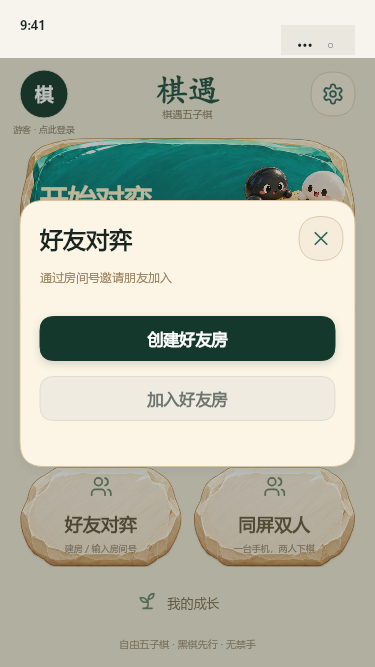 9:41
棋
棋遇
棋遇五子棋
游客 · 点此登录
开始对弈
好友对弈
通过房间号邀请朋友加入
创建好友房
加入好友房
好友对弈
建房 / 输入房间号
同屏双人
一台手机，两人下棋
我的成长
自由五子棋 · 黑棋先行 · 无禁手